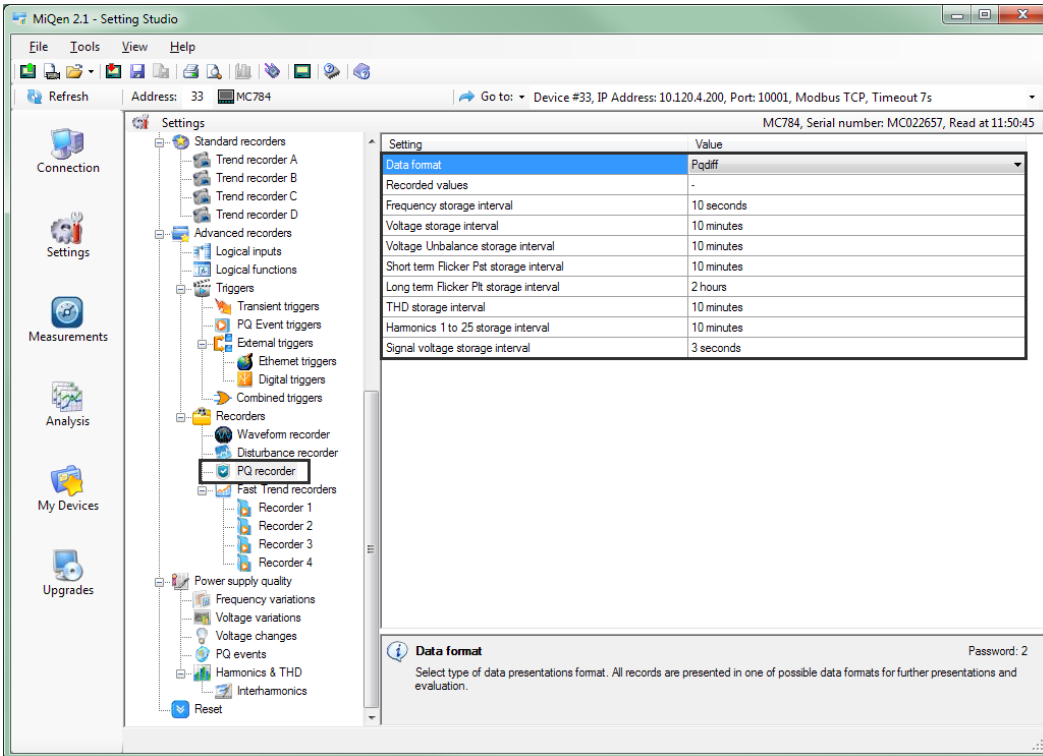 MiQen 2.1 - Setting Studio
File Tools View Help
Refresh Address: 33 MC784 Go to: Device #33, IP Address: 10.120.4.200, Port: 10001, Modbus TCP, Timeout 7s
Settings MC784, Serial number: MC022657, Read at 11:50:45
Connection
Settings
Measurements
Analysis
My Devices
Upgrades
Standard recorders
Trend recorder A
Trend recorder B
Trend recorder C
Trend recorder D
Advanced recorders
Logical inputs
Logical functions
Triggers
Transient triggers
PQ Event triggers
External triggers
Ethernet triggers
Digital triggers
Combined triggers
Recorders
Waveform recorder
Disturbance recorder
PQ recorder
Fast Trend recorders
Recorder 1
Recorder 2
Recorder 3
Recorder 4
Power supply quality
Frequency variations
Voltage variations
Voltage changes
PQ events
Harmonics & THD
Interharmonics
Reset
Setting Value
Data format Pqdiff
Recorded values -
Frequency storage interval 10 seconds
Voltage storage interval 10 minutes
Voltage Unbalance storage interval 10 minutes
Short term Flicker Pst storage interval 10 minutes
Long term Flicker Plt storage interval 2 hours
THD storage interval 10 minutes
Harmonics 1 to 25 storage interval 10 minutes
Signal voltage storage interval 3 seconds
Data format Password: 2
Select type of data presentations format. All records are presented in one of possible data formats for further presentations and
evaluation.